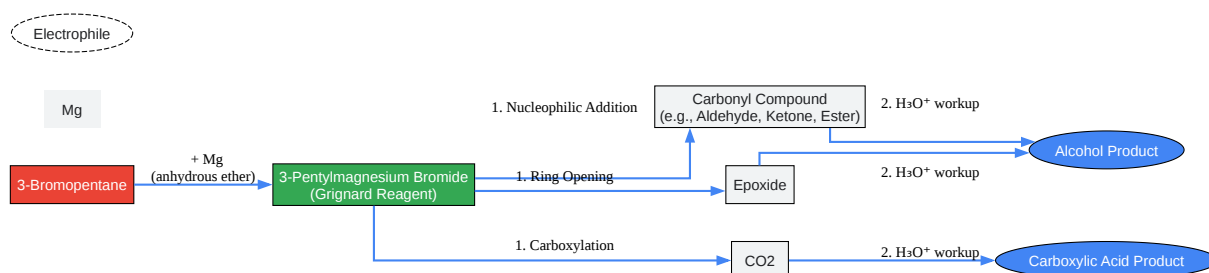 Electrophile
Mg
1. Nucleophilic Addition
Carbonyl Compound
(e.g., Aldehyde, Ketone, Ester)
2. H₃O⁺ workup
Alcohol Product
3-Bromopentane
+ Mg
(anhydrous ether)
3-Pentylmagnesium Bromide
(Grignard Reagent)
1. Ring Opening
Epoxide
2. H₃O⁺ workup
1. Carboxylation
CO2
2. H₃O⁺ workup
Carboxylic Acid Product